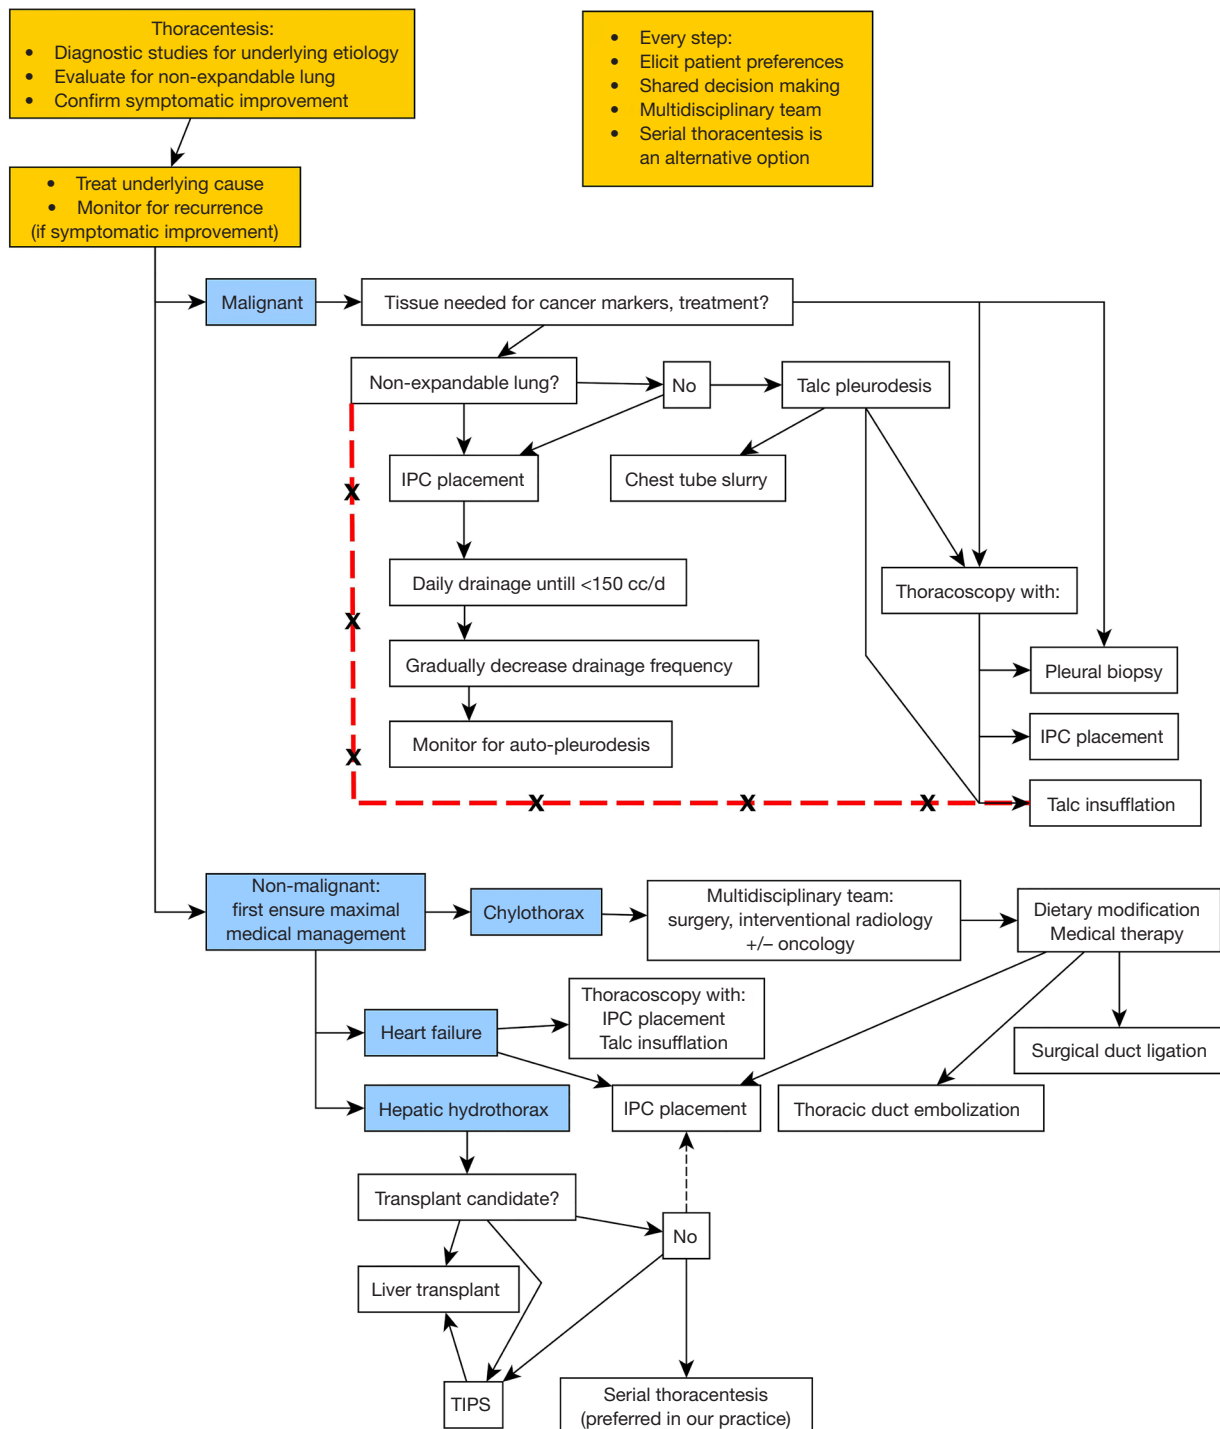 Thoracentesis:
• Diagnostic studies for underlying etiology
• Evaluate for non-expandable lung
• Confirm symptomatic improvement
• Every step:
• Elicit patient preferences
• Shared decision making
• Multidisciplinary team
• Serial thoracentesis is
an alternative option
• Treat underlying cause
• Monitor for recurrence
(if symptomatic improvement)
Malignant
Tissue needed for cancer markers, treatment?
Non-expandable lung?
No
Talc pleurodesis
IPC placement
Chest tube slurry
X
Daily drainage untill <150 cc/d
Thoracoscopy with:
X
Gradually decrease drainage frequency
Pleural biopsy
Monitor for auto-pleurodesis
IPC placement
X
X
X
X
Talc insufflation
Non-malignant:
first ensure maximal
medical management
Chylothorax
Multidisciplinary team:
surgery, interventional radiology
+/– oncology
Dietary modification
Medical therapy
Heart failure
Thoracoscopy with:
IPC placement
Talc insufflation
Surgical duct ligation
Hepatic hydrothorax
IPC placement
Thoracic duct embolization
Transplant candidate?
No
Liver transplant
TIPS
Serial thoracentesis
(preferred in our practice)